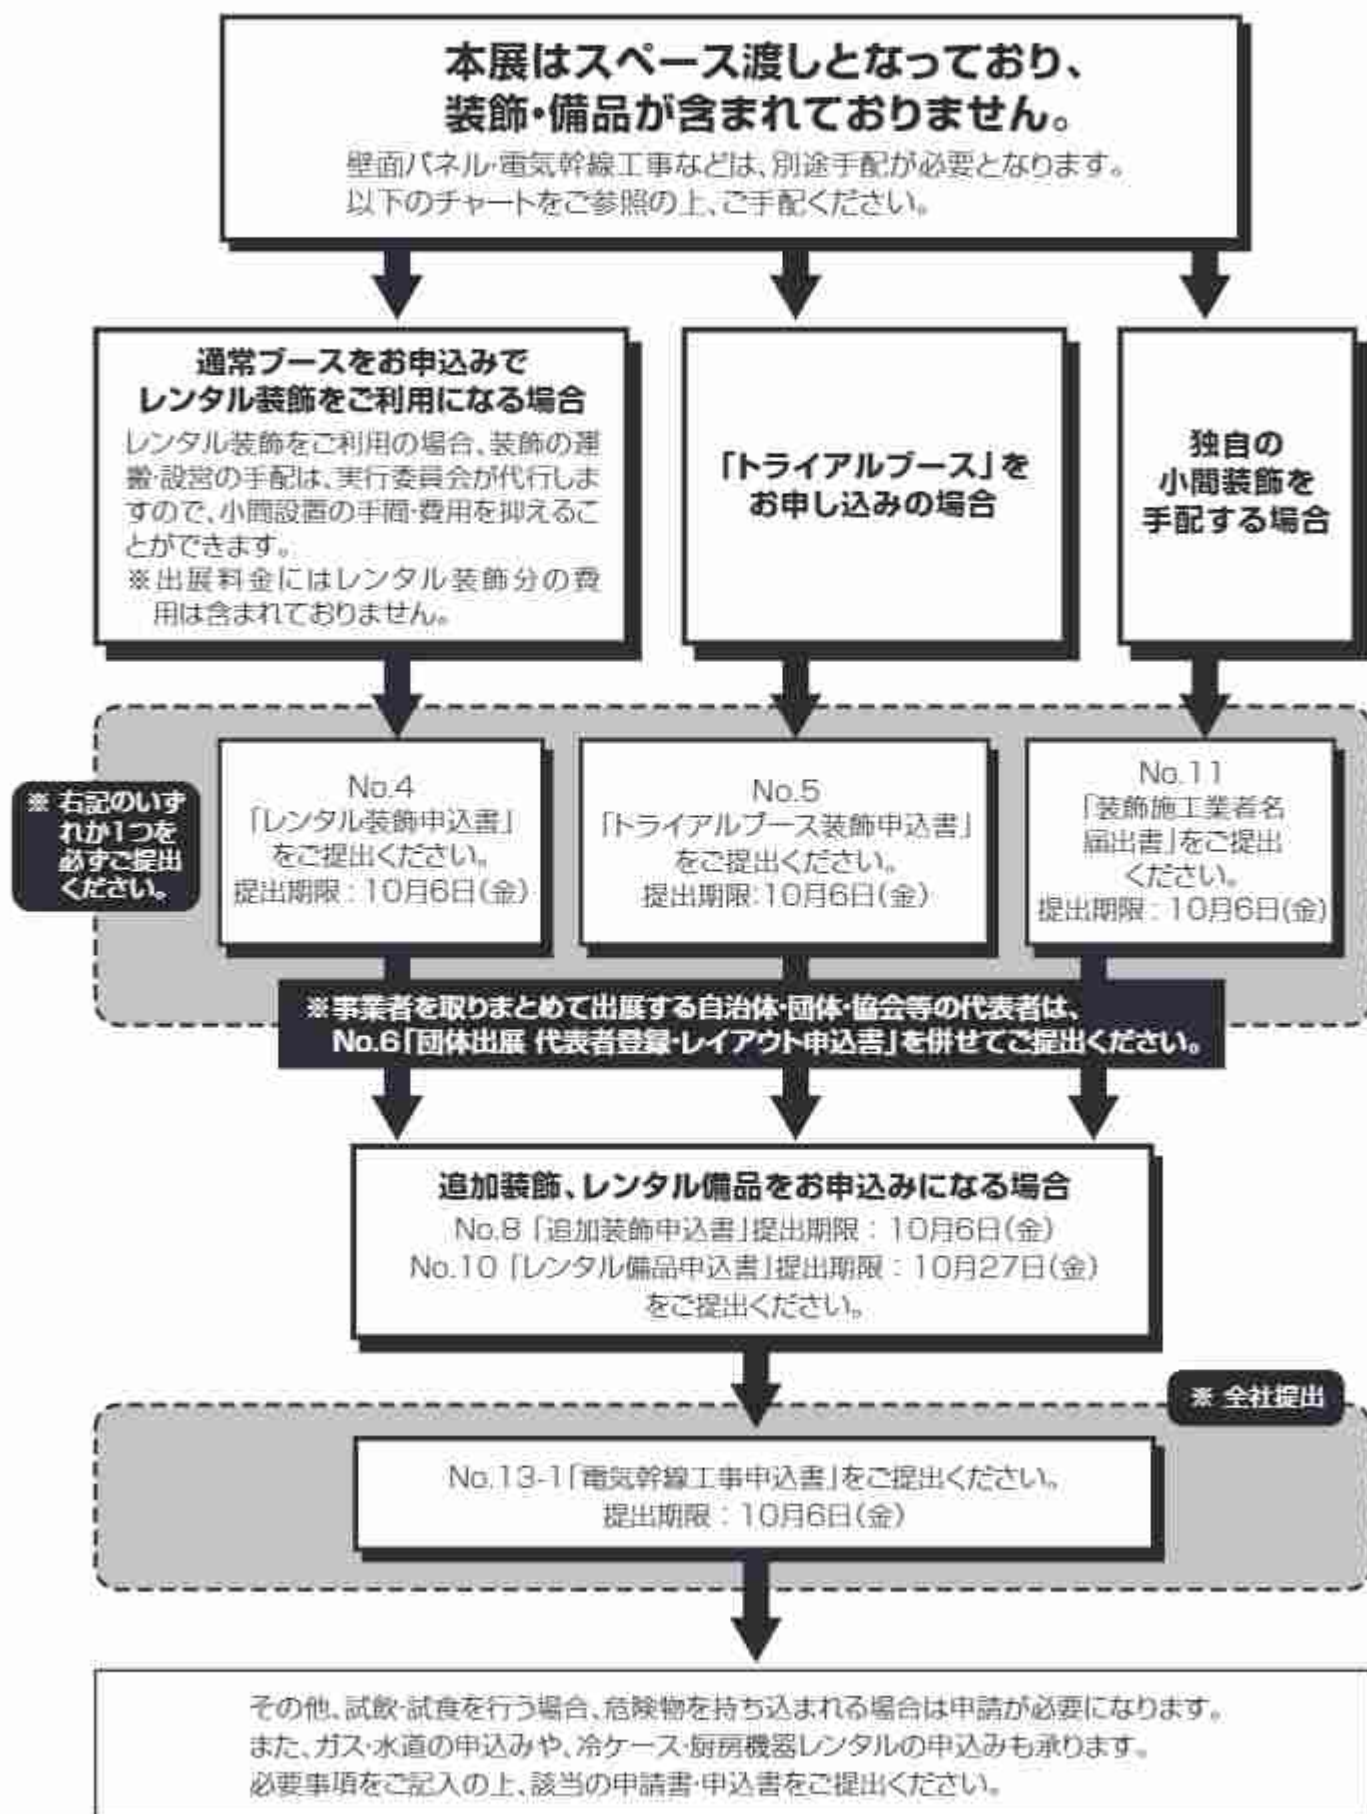 本展はスペース渡しとなっており、
装飾・備品が含まれておりません。
壁面パネル・電気幹線工事などは、別途手配が必要となります。
以下のチャートをご参照の上、ご手配ください。
通常ブースをお申込みで
レンタル装飾をご利用になる場合
レンタル装飾をご利用の場合、装飾の運
搬・設営の手配は、実行委員会が代行しま
すので、小間設置の手間・費用を抑えるこ
とができます。
※出展料金にはレンタル装飾分の費
用は含まれておりません。
「トライアルブース」を
お申し込みの場合
独自の
小間装飾を
手配する場合
※ 右記のいず
れか1つを
必ずご提出
ください。
No.4
「レンタル装飾申込書」
をご提出ください。
提出期限：10月6日(金)
No.5
「トライアルブース装飾申込書」
をご提出ください。
提出期限：10月6日(金)
No.11
「装飾施工業者名
届出書」をご提出
ください。
提出期限：10月6日(金)
※事業者を取りまとめて出展する自治体・団体・協会等の代表者は、
No.6「団体出展 代表者登録・レイアウト申込書」を併せてご提出ください。
追加装飾、レンタル備品をお申込みになる場合
No.8「追加装飾申込書」提出期限：10月6日(金)
No.10「レンタル備品申込書」提出期限：10月27日(金)
をご提出ください。
※ 全社提出
No.13-1「電気幹線工事申込書」をご提出ください。
提出期限：10月6日(金)
その他、試飲・試食を行う場合、危険物を持ち込まれる場合は申請が必要になります。
また、ガス・水道の申込みや、冷ケース・厨房機器レンタルの申込みも承ります。
必要事項をご記入の上、該当の申請書・申込書をご提出ください。